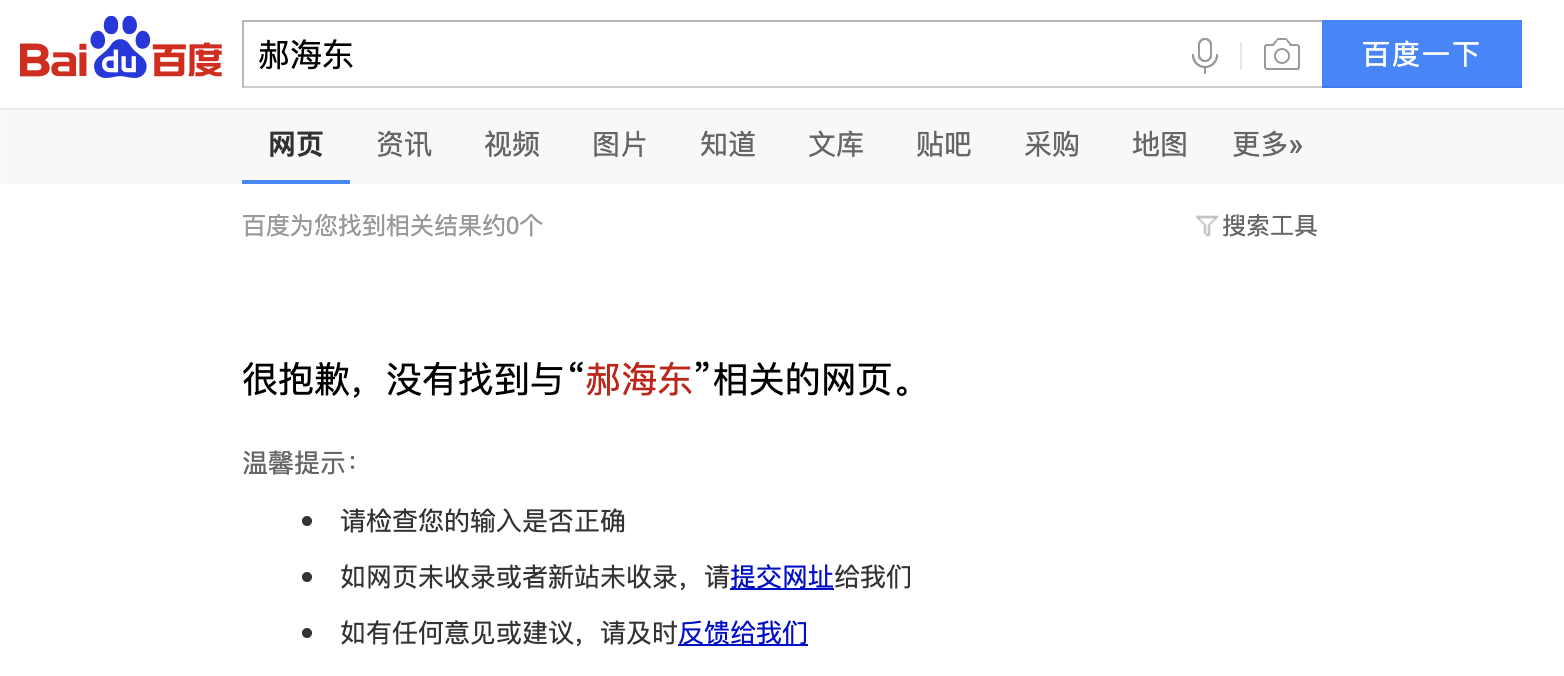 Bai du 百度 郝海东 百度一下
网页 资讯 视频 图片 知道 文库 贴吧 采购 地图 更多»
百度为您找到相关结果约0个 搜索工具
很抱歉，没有找到与“郝海东”相关的网页。
温馨提示：
• 请检查您的输入是否正确
• 如网页未收录或者新站未收录，请提交网址给我们
• 如有任何意见或建议，请及时反馈给我们